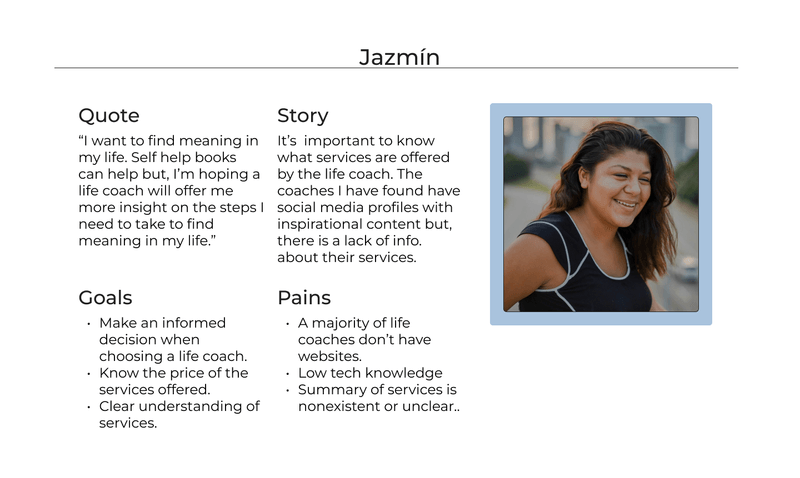 Jazmín
Quote
“I want to find meaning in
my life. Self help books
can help but, I’m hoping a
life coach will offer me
more insight on the steps I
need to take to find
meaning in my life.”
Story
It’s  important to know
what services are offered
by the life coach. The
coaches I have found have
social media profiles with
inspirational content but,
there is a lack of info.
about their services.
Goals
• Make an informed
decision when
choosing a life coach.
• Know the price of the
services offered.
• Clear understanding of
services.
Pains
• A majority of life
coaches don’t have
websites.
• Low tech knowledge
• Summary of services is
nonexistent or unclear..